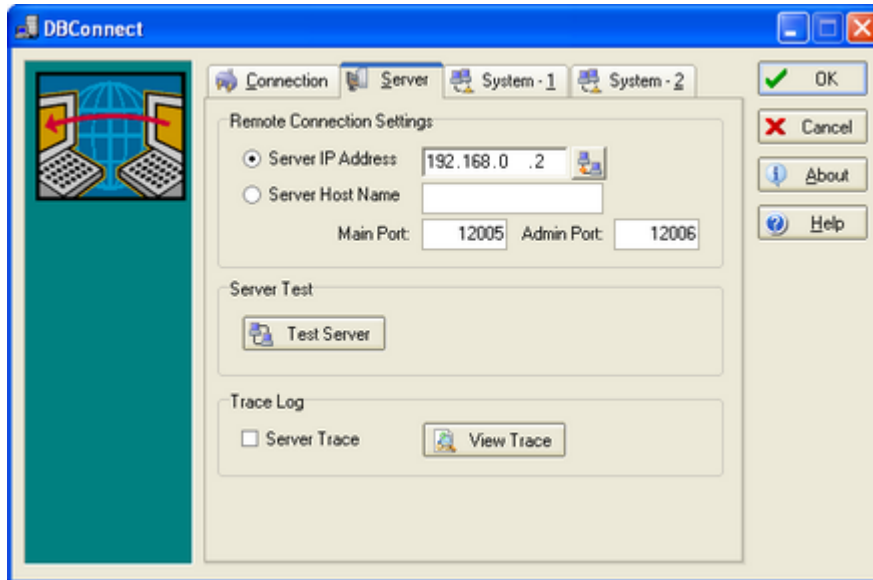 DBConnect
Connection Server System - 1 System - 2
OK
Cancel
About
Help
Remote Connection Settings
Server IP Address 192.168.0 .2
Server Host Name
Main Port: 12005 Admin Port: 12006
Server Test
Test Server
Trace Log
Server Trace View Trace